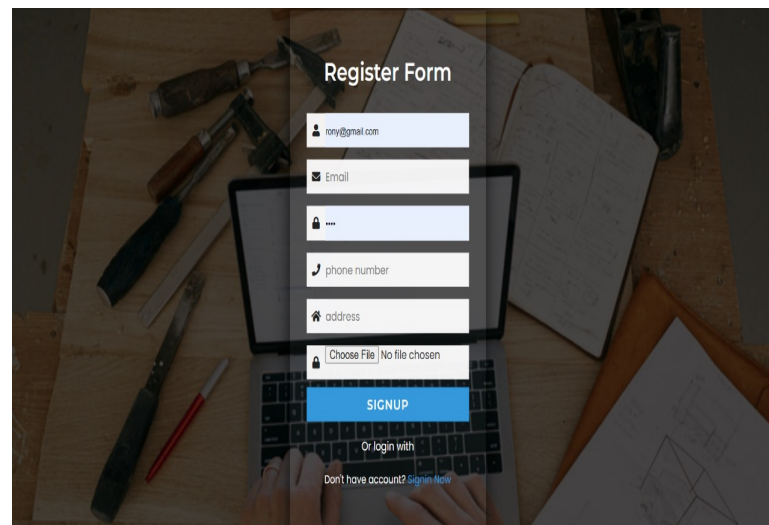 Register Form
rony@gmail.com
Email
••••
phone number
address
Choose File No file chosen
SIGNUP
Or login with
Don't have account? Signin Now